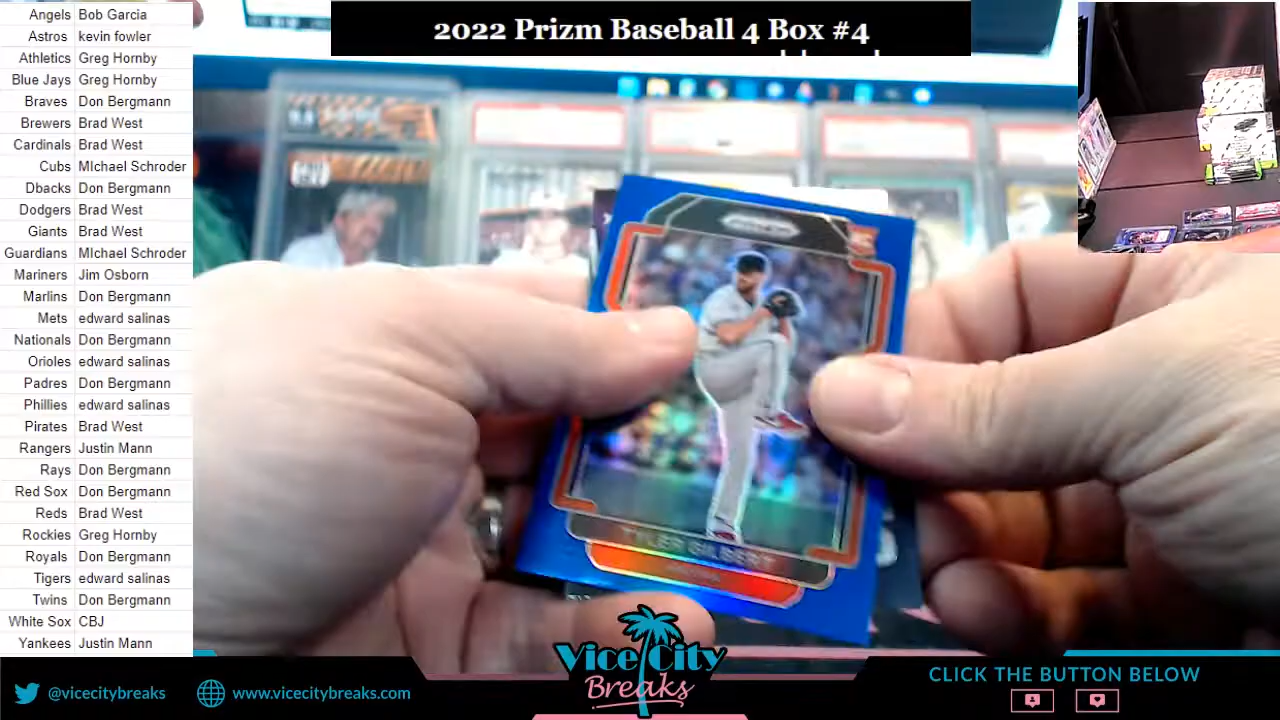 2022 Prizm Baseball 4 Box #4
Angels Bob Garcia
Astros kevin fowler
Athletics Greg Hornby
Blue Jays Greg Hornby
Braves Don Bergmann
Brewers Brad West
Cardinals Brad West
Cubs MIchael Schroder
Dbacks Don Bergmann
Dodgers Brad West
Giants Brad West
Guardians MIchael Schroder
Mariners Jim Osborn
Marlins Don Bergmann
Mets edward salinas
Nationals Don Bergmann
Orioles edward salinas
Padres Don Bergmann
Phillies edward salinas
Pirates Brad West
Rangers Justin Mann
Rays Don Bergmann
Red Sox Don Bergmann
Reds Brad West
Rockies Greg Hornby
Royals Don Bergmann
Tigers edward salinas
Twins Don Bergmann
White Sox CBJ
Yankees Justin Mann
PRIZM
RC
TYLER GILBERT
@vicecitybreaks
www.vicecitybreaks.com
Vice City
Breaks
CLICK THE BUTTON BELOW